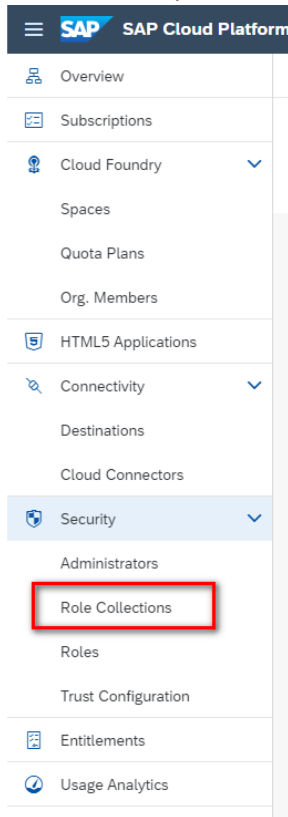 SAP SAP Cloud Platform
Overview
Subscriptions
Cloud Foundry
Spaces
Quota Plans
Org. Members
5 HTML5 Applications
Connectivity
Destinations
Cloud Connectors
Security
Administrators
Role Collections
Roles
Trust Configuration
Entitlements
Usage Analytics